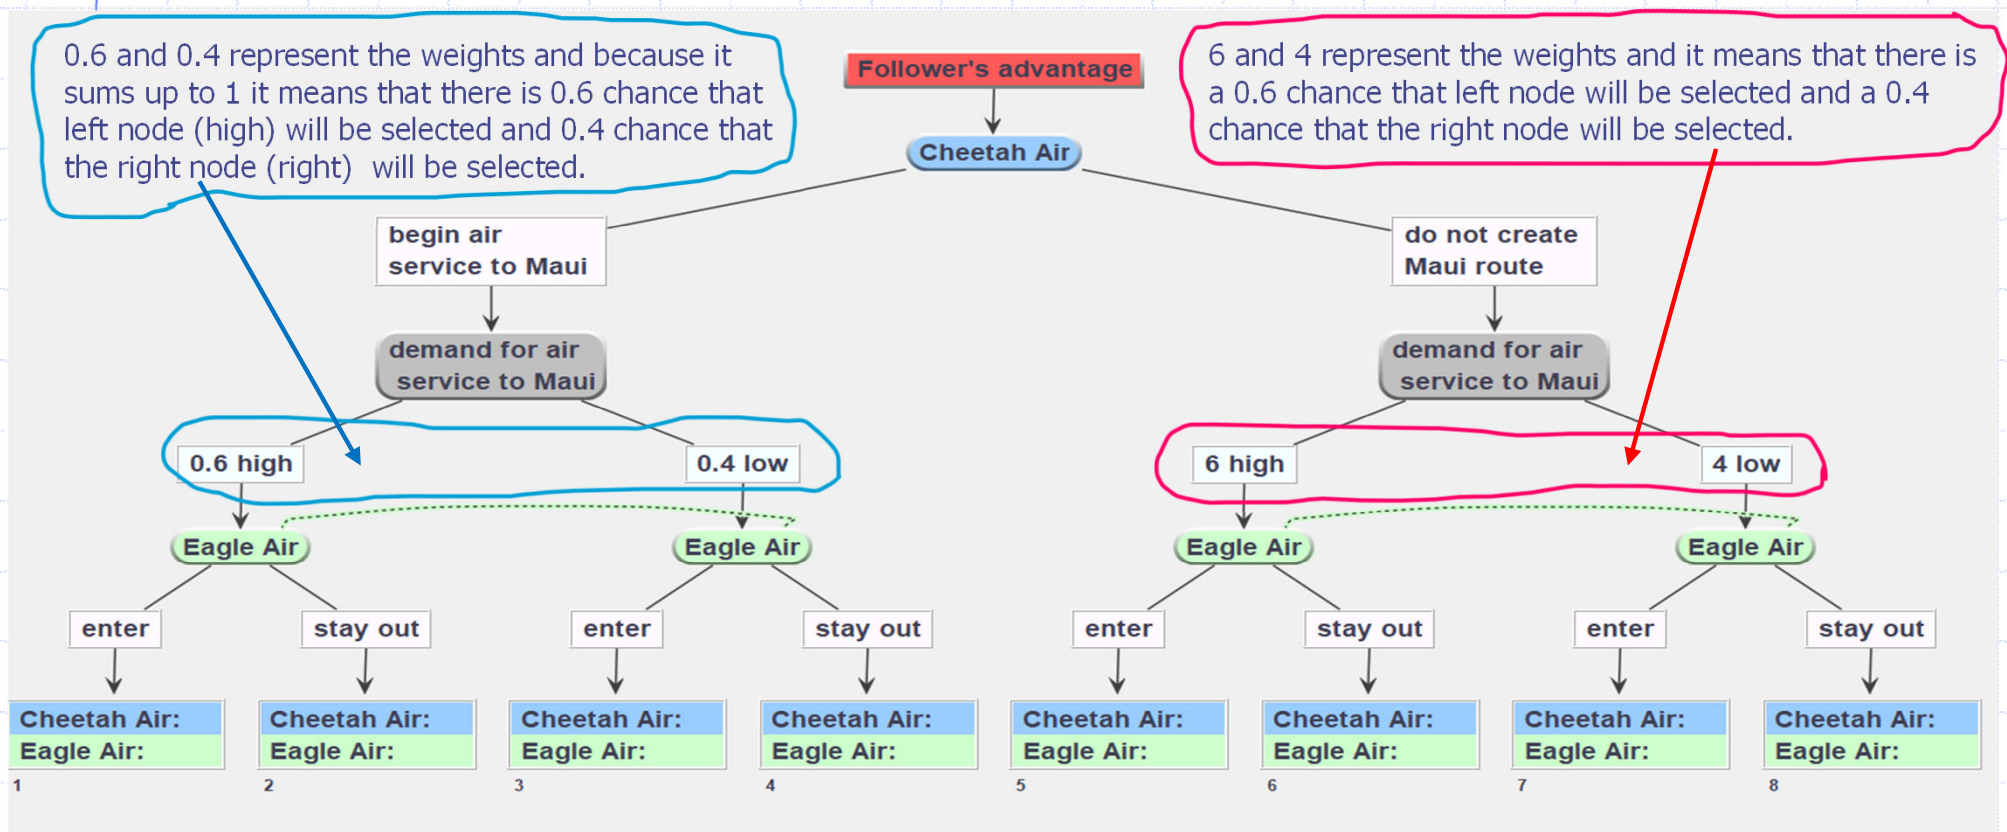 0.6 and 0.4 represent the weights and because it
sums up to 1 it means that there is 0.6 chance that
left node (high) will be selected and 0.4 chance that
the right node (right)  will be selected.
Follower's advantage
6 and 4 represent the weights and it means that there is
a 0.6 chance that left node will be selected and a 0.4
chance that the right node will be selected.
Cheetah Air
begin air
service to Maui
do not create
Maui route
demand for air
service to Maui
demand for air
service to Maui
0.6 high
0.4 low
6 high
4 low
Eagle Air
Eagle Air
Eagle Air
Eagle Air
enter
stay out
enter
stay out
enter
stay out
enter
stay out
Cheetah Air:
Eagle Air:
1
Cheetah Air:
Eagle Air:
2
Cheetah Air:
Eagle Air:
3
Cheetah Air:
Eagle Air:
4
Cheetah Air:
Eagle Air:
5
Cheetah Air:
Eagle Air:
6
Cheetah Air:
Eagle Air:
7
Cheetah Air:
Eagle Air:
8